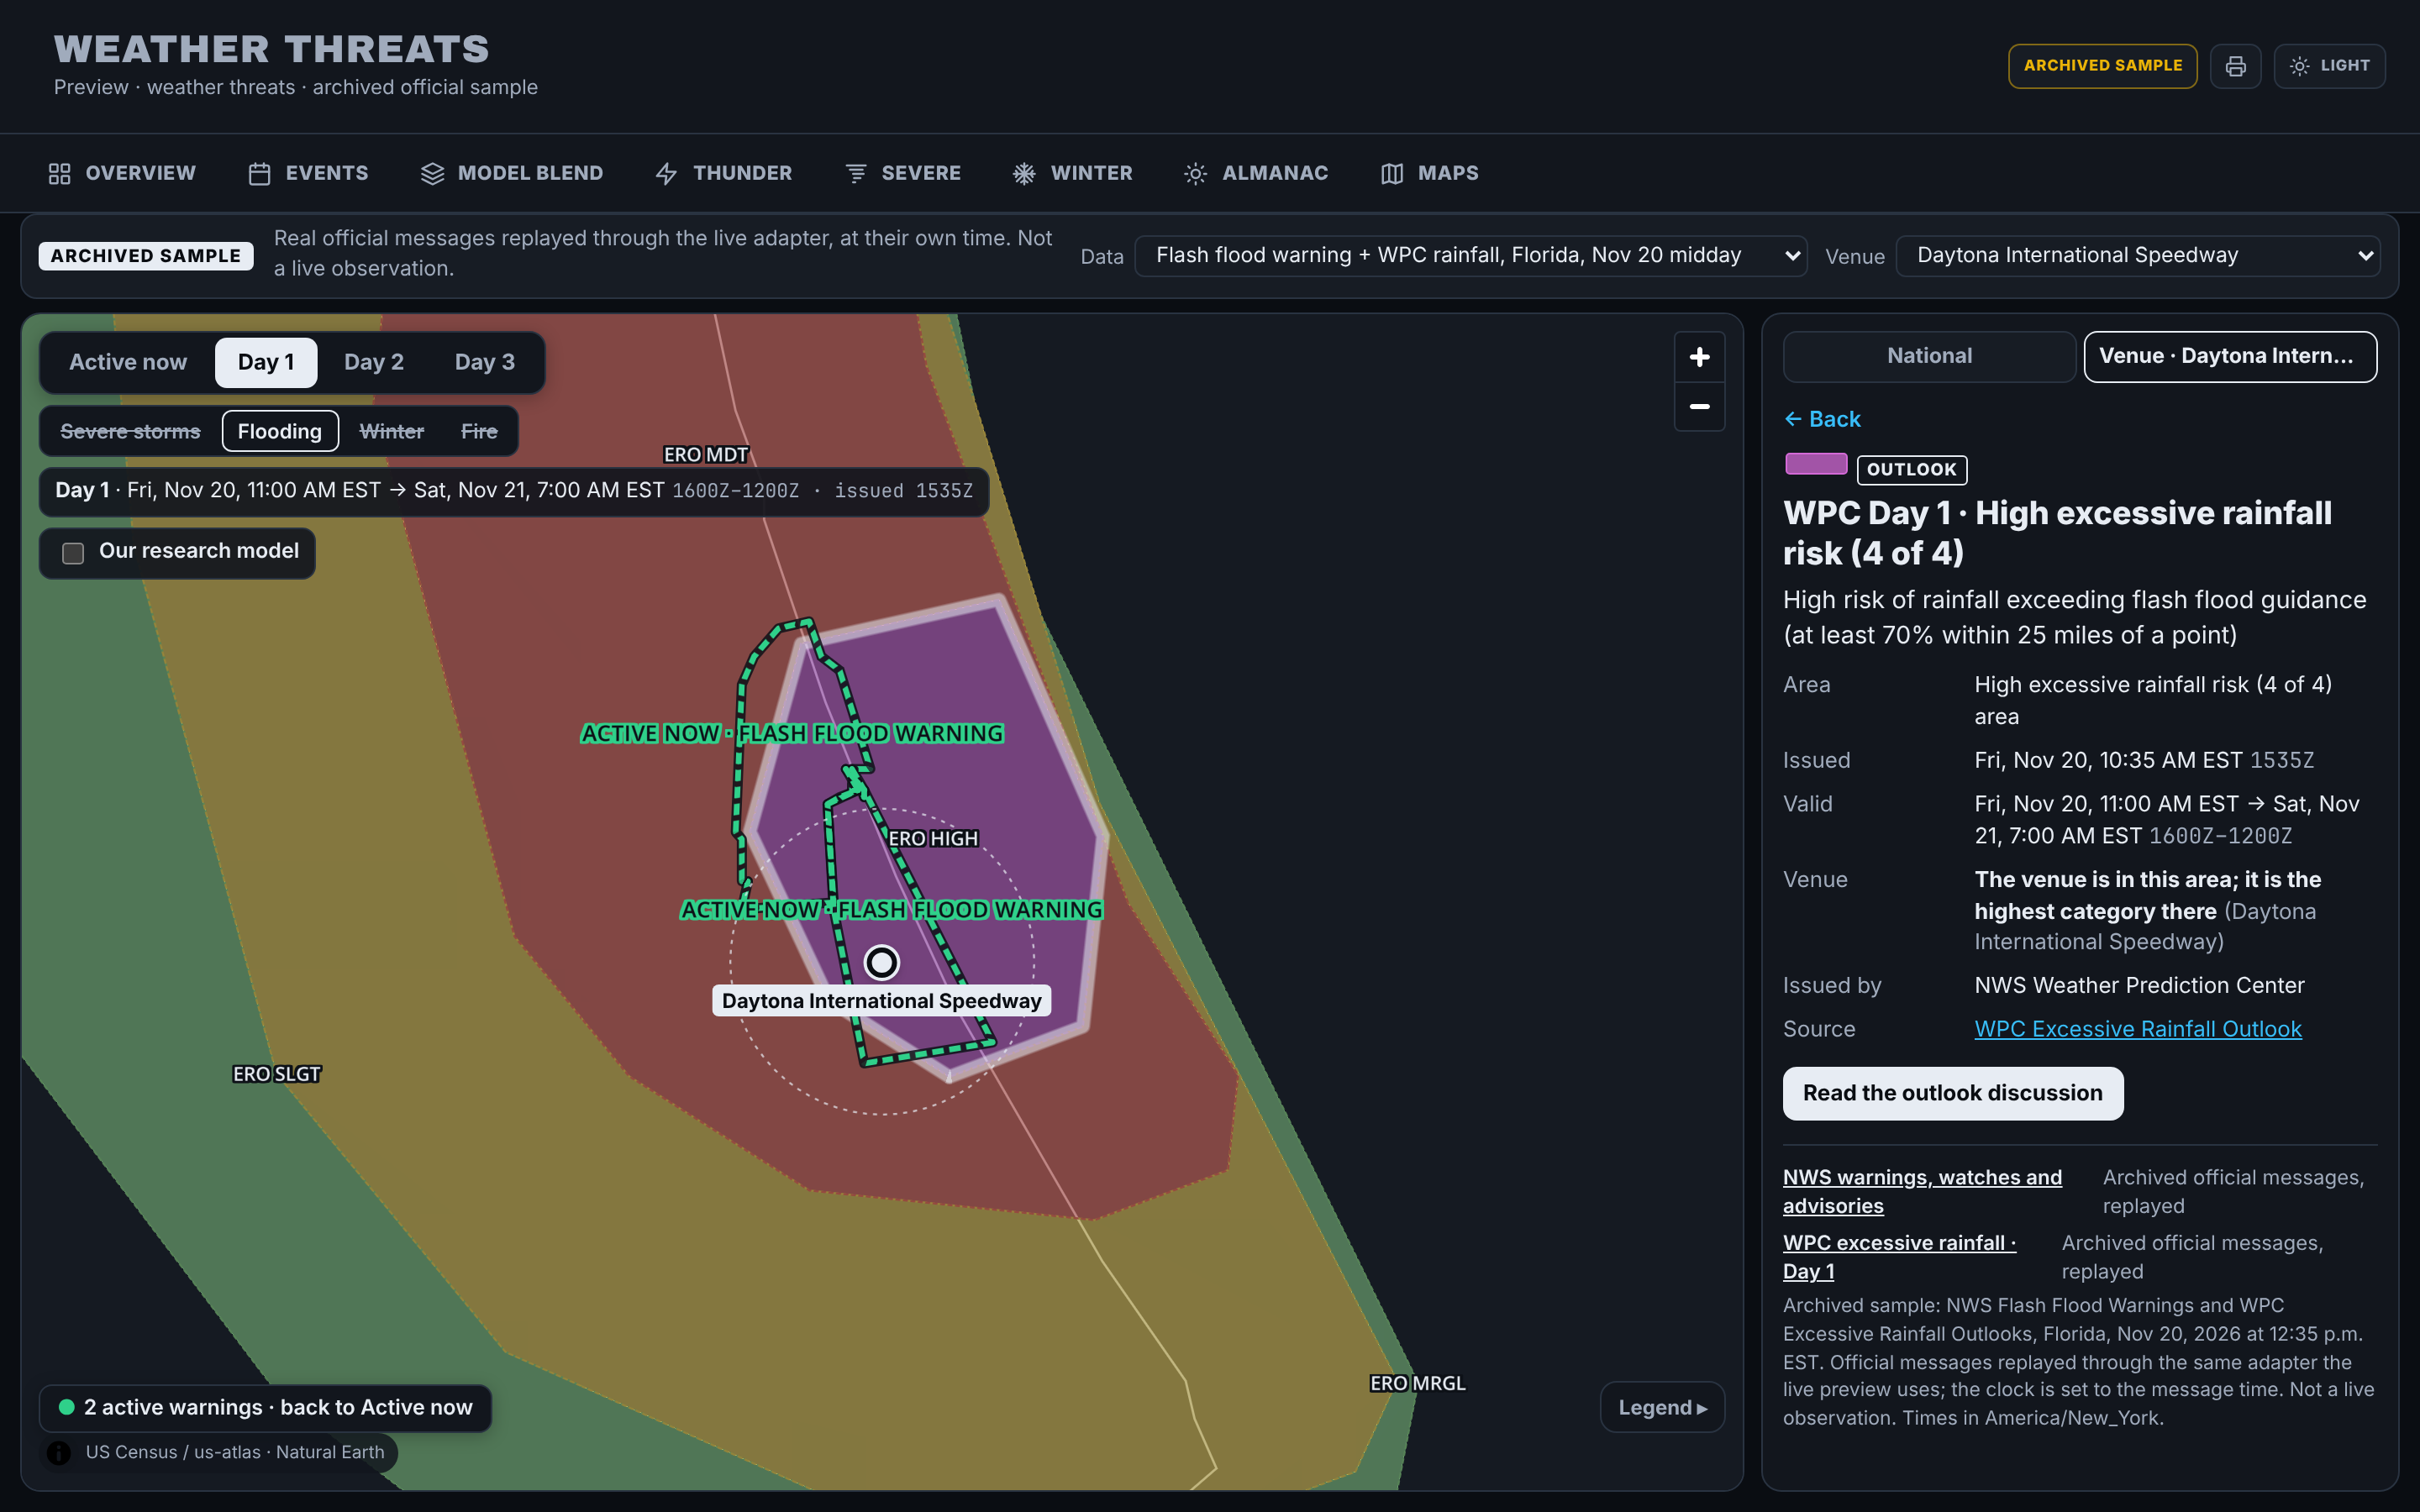 WEATHER THREATS
Preview · weather threats · archived official sample
ARCHIVED SAMPLE
LIGHT
OVERVIEW
EVENTS
MODEL BLEND
THUNDER
SEVERE
WINTER
ALMANAC
MAPS
ARCHIVED SAMPLE
Real official messages replayed through the live adapter, at their own time. Not
a live observation.
Data
Flash flood warning + WPC rainfall, Florida, Nov 20 midday
Venue
Daytona International Speedway
Active now
Day 1
Day 2
Day 3
Severe storms
Flooding
Winter
Fire
ERO MDT
Day 1 · Fri, Nov 20, 11:00 AM EST → Sat, Nov 21, 7:00 AM EST 1600Z–1200Z · issued 1535Z
Our research model
ACTIVE NOW · FLASH FLOOD WARNING
ERO HIGH
ACTIVE NOW · FLASH FLOOD WARNING
Daytona International Speedway
ERO SLGT
ERO MRGL
2 active warnings · back to Active now
Legend ▸
US Census / us-atlas · Natural Earth
National
Venue · Daytona Intern...
← Back
OUTLOOK
WPC Day 1 · High excessive rainfall
risk (4 of 4)
High risk of rainfall exceeding flash flood guidance
(at least 70% within 25 miles of a point)
Area
High excessive rainfall risk (4 of 4)
area
Issued
Fri, Nov 20, 10:35 AM EST 1535Z
Valid
Fri, Nov 20, 11:00 AM EST → Sat, Nov
21, 7:00 AM EST 1600Z–1200Z
Venue
The venue is in this area; it is the
highest category there (Daytona
International Speedway)
Issued by
NWS Weather Prediction Center
Source
WPC Excessive Rainfall Outlook
Read the outlook discussion
NWS warnings, watches and
advisories
Archived official messages,
replayed
WPC excessive rainfall ·
Day 1
Archived official messages,
replayed
Archived sample: NWS Flash Flood Warnings and WPC
Excessive Rainfall Outlooks, Florida, Nov 20, 2026 at 12:35 p.m.
EST. Official messages replayed through the same adapter the
live preview uses; the clock is set to the message time. Not a live
observation. Times in America/New_York.